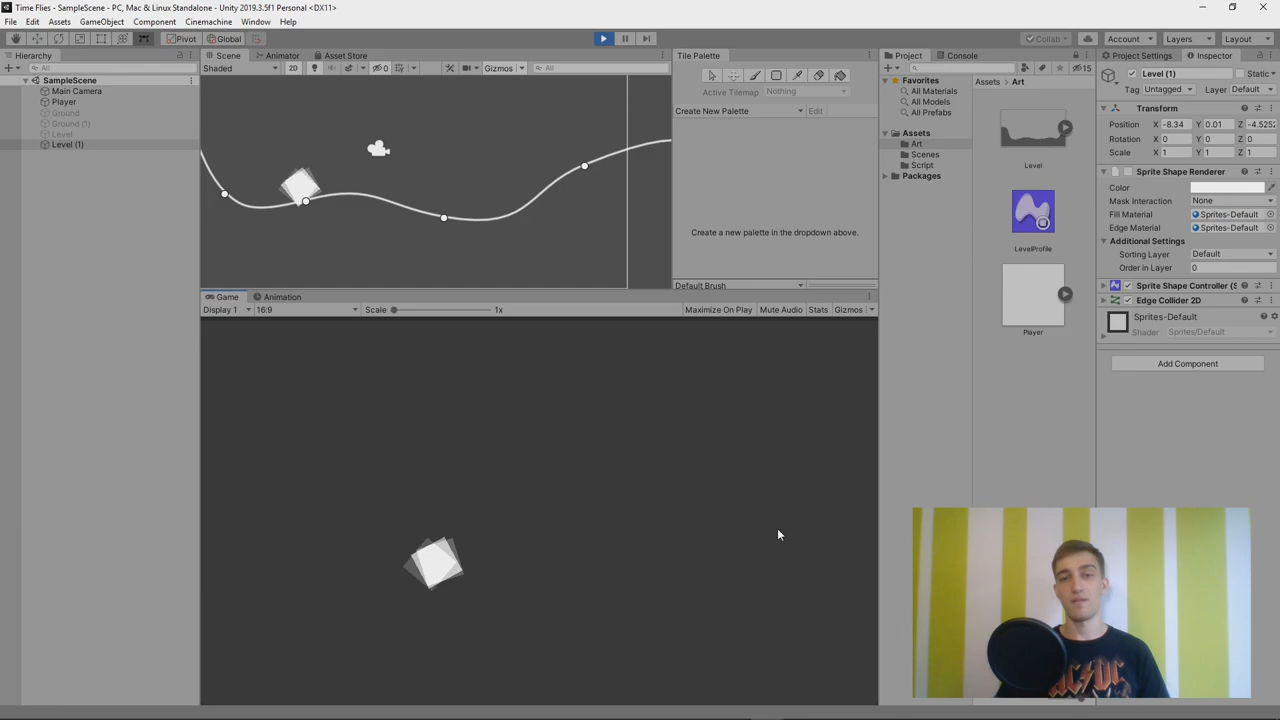 Time Flies - SampleScene - PC, Mac & Linux Standalone - Unity 2019.3.5f1 Personal <DX11>
File Edit Assets GameObject Component Cinemachine Window Help
Pivot Global Collab Account Layers Layout
Hierarchy
All
SampleScene
Main Camera
Player
Ground
Ground (1)
Level
Level (1)
Scene Animator Asset Store
Shaded 2D 0 Gizmos All
Tile Palette
Active Tilemap Nothing
Create New Palette Edit
Create a new palette in the dropdown above.
Default Brush
Game Animation
Display 1 16:9 Scale 1x Maximize On Play Mute Audio Stats Gizmos
Project Console
15
Favorites
All Materials
All Models
All Prefabs
Assets
Art
Scenes
Script
Packages
Assets Art
Level
LevelProfile
Player
Project Settings Inspector
Level (1) Static
Tag Untagged Layer Default
Transform
Position X -8.34 Y 0.01 Z -4.5252
Rotation X 0 Y 0 Z 0
Scale X 1 Y 1 Z 1
Sprite Shape Renderer
Color
Mask Interaction None
Fill Material Sprites-Default
Edge Material Sprites-Default
Additional Settings
Sorting Layer Default
Order in Layer 0
Sprite Shape Controller (S
Edge Collider 2D
Sprites-Default
Shader Sprites/Default
Add Component
AC/DC